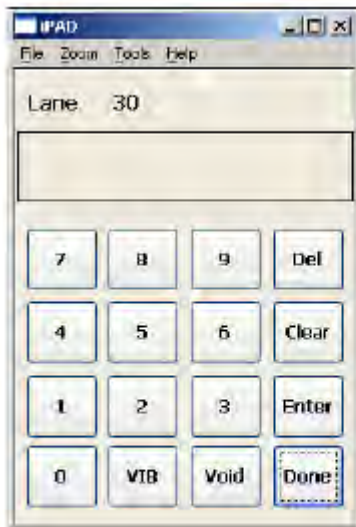 iPAD
File Zoom Tools Help
Lane 30
7 8 9 Del
4 5 6 Clear
1 2 3 Enter
0 VIB Void Done